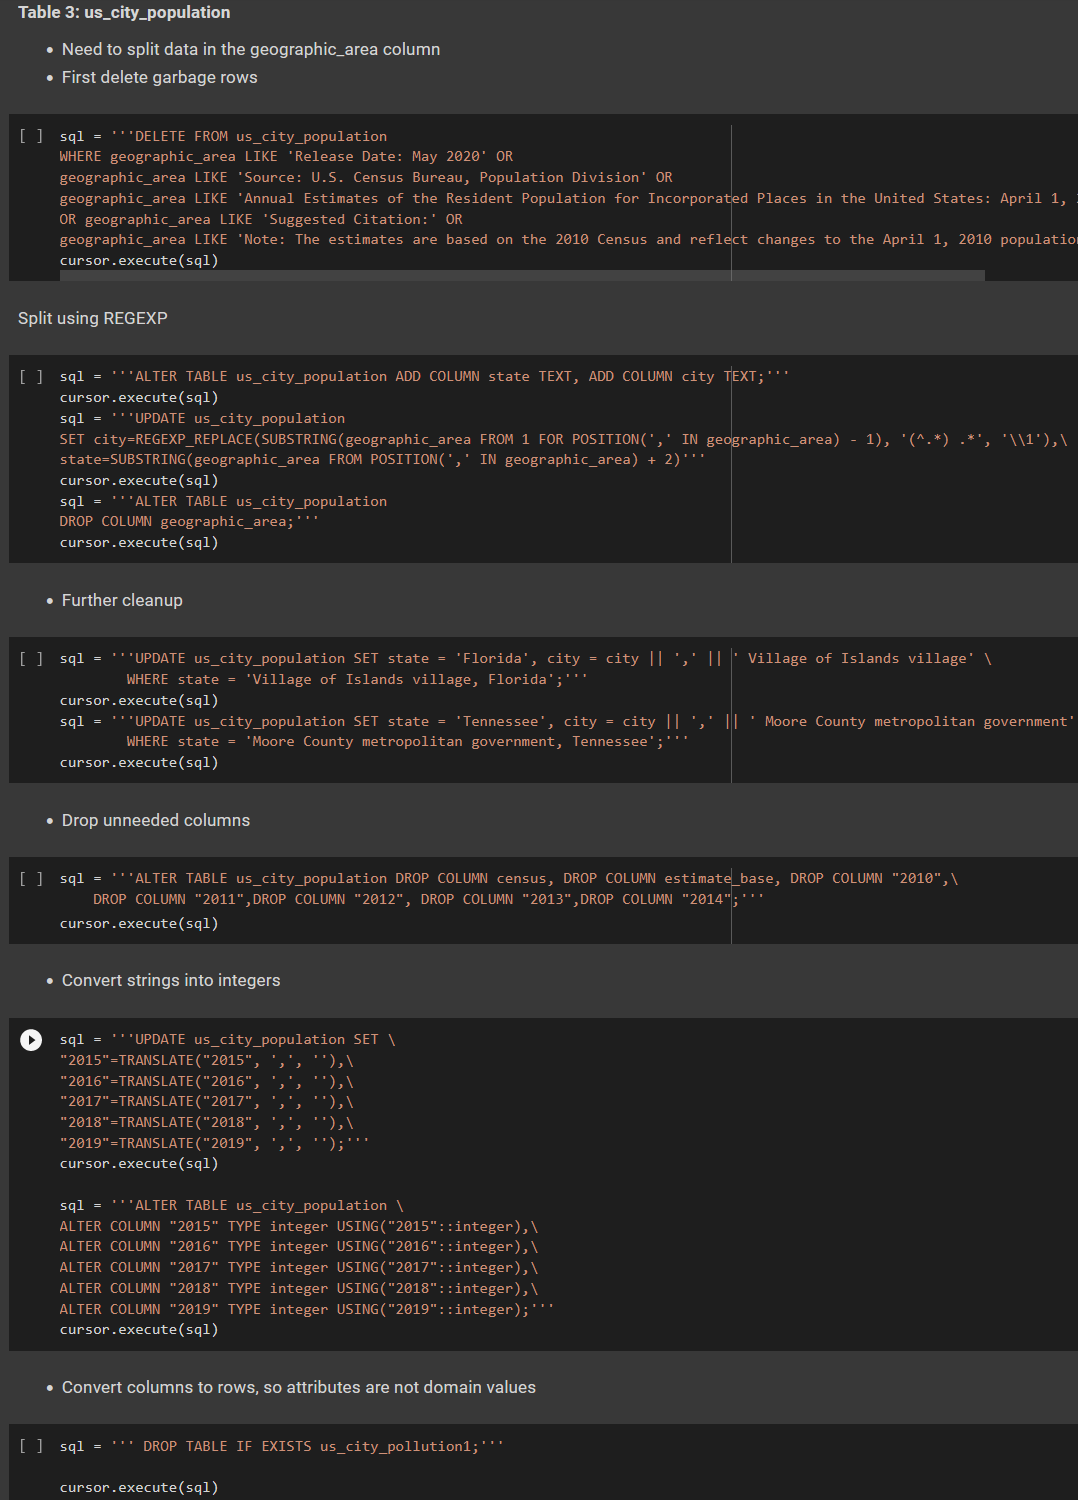 Table 3: us_city_population
• Need to split data in the geographic_area column
• First delete garbage rows
[ ] sql = '''DELETE FROM us_city_population
WHERE geographic_area LIKE 'Release Date: May 2020' OR
geographic_area LIKE 'Source: U.S. Census Bureau, Population Division' OR
geographic_area LIKE 'Annual Estimates of the Resident Population for Incorporated Places in the United States: April 1,
OR geographic_area LIKE 'Suggested Citation:' OR
geographic_area LIKE 'Note: The estimates are based on the 2010 Census and reflect changes to the April 1, 2010 populatio
cursor.execute(sql)
Split using REGEXP
[ ] sql = '''ALTER TABLE us_city_population ADD COLUMN state TEXT, ADD COLUMN city TEXT;'''
cursor.execute(sql)
sql = '''UPDATE us_city_population
SET city=REGEXP_REPLACE(SUBSTRING(geographic_area FROM 1 FOR POSITION(',' IN geographic_area) - 1), '(^.*) .*', '\\1'),\
state=SUBSTRING(geographic_area FROM POSITION(',' IN geographic_area) + 2)'''
cursor.execute(sql)
sql = '''ALTER TABLE us_city_population
DROP COLUMN geographic_area;'''
cursor.execute(sql)
• Further cleanup
[ ] sql = '''UPDATE us_city_population SET state = 'Florida', city = city || ',' || ' Village of Islands village' \
WHERE state = 'Village of Islands village, Florida';'''
cursor.execute(sql)
sql = '''UPDATE us_city_population SET state = 'Tennessee', city = city || ',' || ' Moore County metropolitan government'
WHERE state = 'Moore County metropolitan government, Tennessee';'''
cursor.execute(sql)
• Drop unneeded columns
[ ] sql = '''ALTER TABLE us_city_population DROP COLUMN census, DROP COLUMN estimate_base, DROP COLUMN "2010",\
DROP COLUMN "2011",DROP COLUMN "2012", DROP COLUMN "2013",DROP COLUMN "2014";'''
cursor.execute(sql)
• Convert strings into integers
sql = '''UPDATE us_city_population SET \
"2015"=TRANSLATE("2015", ',', ''),\
"2016"=TRANSLATE("2016", ',', ''),\
"2017"=TRANSLATE("2017", ',', ''),\
"2018"=TRANSLATE("2018", ',', ''),\
"2019"=TRANSLATE("2019", ',', '');'''
cursor.execute(sql)
sql = '''ALTER TABLE us_city_population \
ALTER COLUMN "2015" TYPE integer USING("2015"::integer),\
ALTER COLUMN "2016" TYPE integer USING("2016"::integer),\
ALTER COLUMN "2017" TYPE integer USING("2017"::integer),\
ALTER COLUMN "2018" TYPE integer USING("2018"::integer),\
ALTER COLUMN "2019" TYPE integer USING("2019"::integer);'''
cursor.execute(sql)
• Convert columns to rows, so attributes are not domain values
[ ] sql = ''' DROP TABLE IF EXISTS us_city_pollution1;'''
cursor.execute(sql)